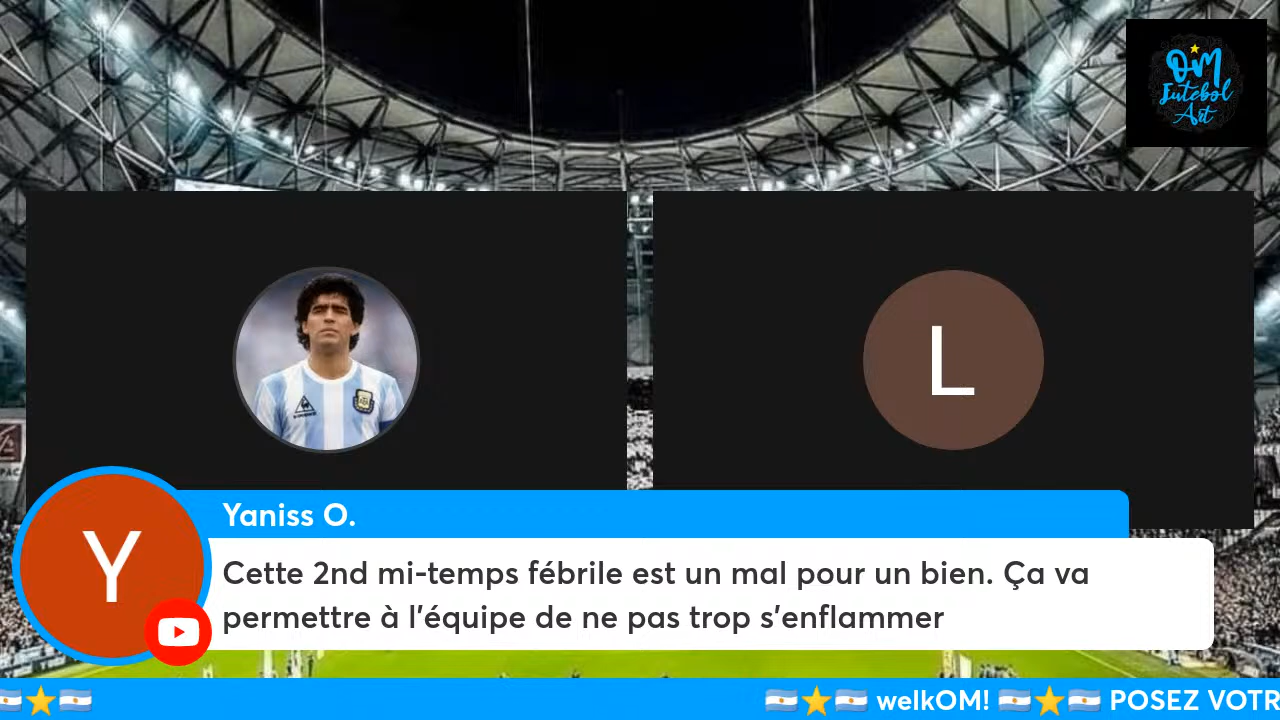 OM
Futebol
Art
L
Y
Yaniss O.
Cette 2nd mi-temps fébrile est un mal pour un bien. Ça va
permettre à l'équipe de ne pas trop s'enflammer
welkOM! POSEZ VOTR